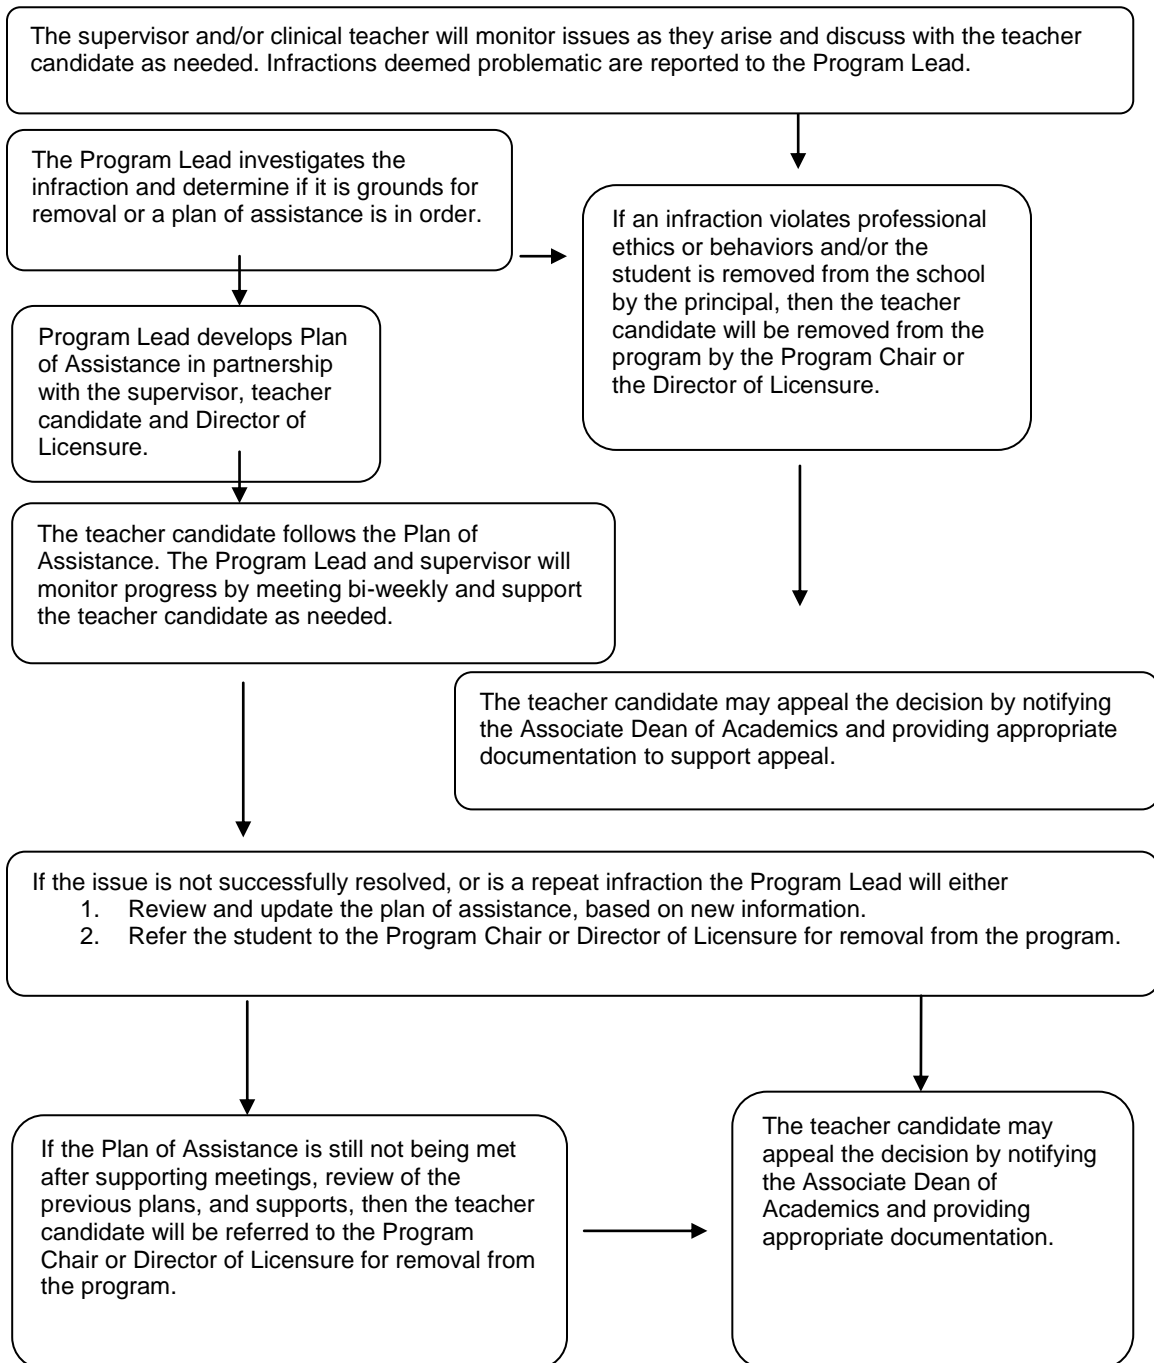 The supervisor and/or clinical teacher will monitor issues as they arise and discuss with the teacher
candidate as needed. Infractions deemed problematic are reported to the Program Lead.
The Program Lead investigates the
infraction and determine if it is grounds for
removal or a plan of assistance is in order.
If an infraction violates professional
ethics or behaviors and/or the
student is removed from the school
by the principal, then the teacher
candidate will be removed from the
program by the Program Chair or
the Director of Licensure.
Program Lead develops Plan
of Assistance in partnership
with the supervisor, teacher
candidate and Director of
Licensure.
The teacher candidate follows the Plan of
Assistance. The Program Lead and supervisor will
monitor progress by meeting bi-weekly and support
the teacher candidate as needed.
The teacher candidate may appeal the decision by notifying
the Associate Dean of Academics and providing appropriate
documentation to support appeal.
If the issue is not successfully resolved, or is a repeat infraction the Program Lead will either
1. Review and update the plan of assistance, based on new information.
2. Refer the student to the Program Chair or Director of Licensure for removal from the program.
If the Plan of Assistance is still not being met
after supporting meetings, review of the
previous plans, and supports, then the teacher
candidate will be referred to the Program
Chair or Director of Licensure for removal from
the program.
The teacher candidate may
appeal the decision by notifying
the Associate Dean of
Academics and providing
appropriate documentation.